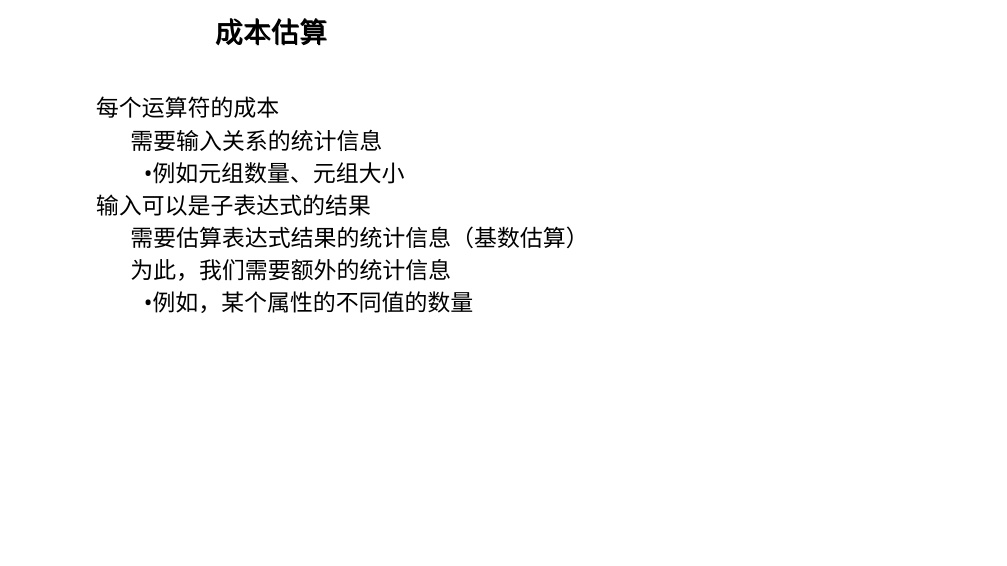 成本估算
每个运算符的成本
需要输入关系的统计信息
•例如元组数量、元组大小
输入可以是子表达式的结果
需要估算表达式结果的统计信息（基数估算）
为此，我们需要额外的统计信息
•例如，某个属性的不同值的数量